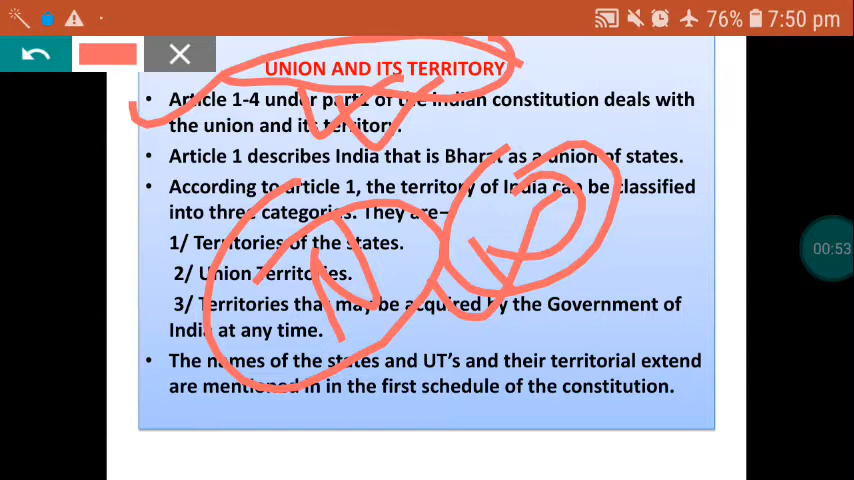 76% 7:50 pm
UNION AND ITS TERRITORY
• Article 1-4 under part1 of the Indian constitution deals with
the union and its territory.
• Article 1 describes India that is Bharat as a union of states.
• According to article 1, the territory of India can be classified
into three categories. They are–
1/ Territories of the states.
2/ Union Territories.
3/ Territories that may be acquired by the Government of
India at any time.
00:53
• The names of the states and UT's and their territorial extend
are mentioned in in the first schedule of the constitution.